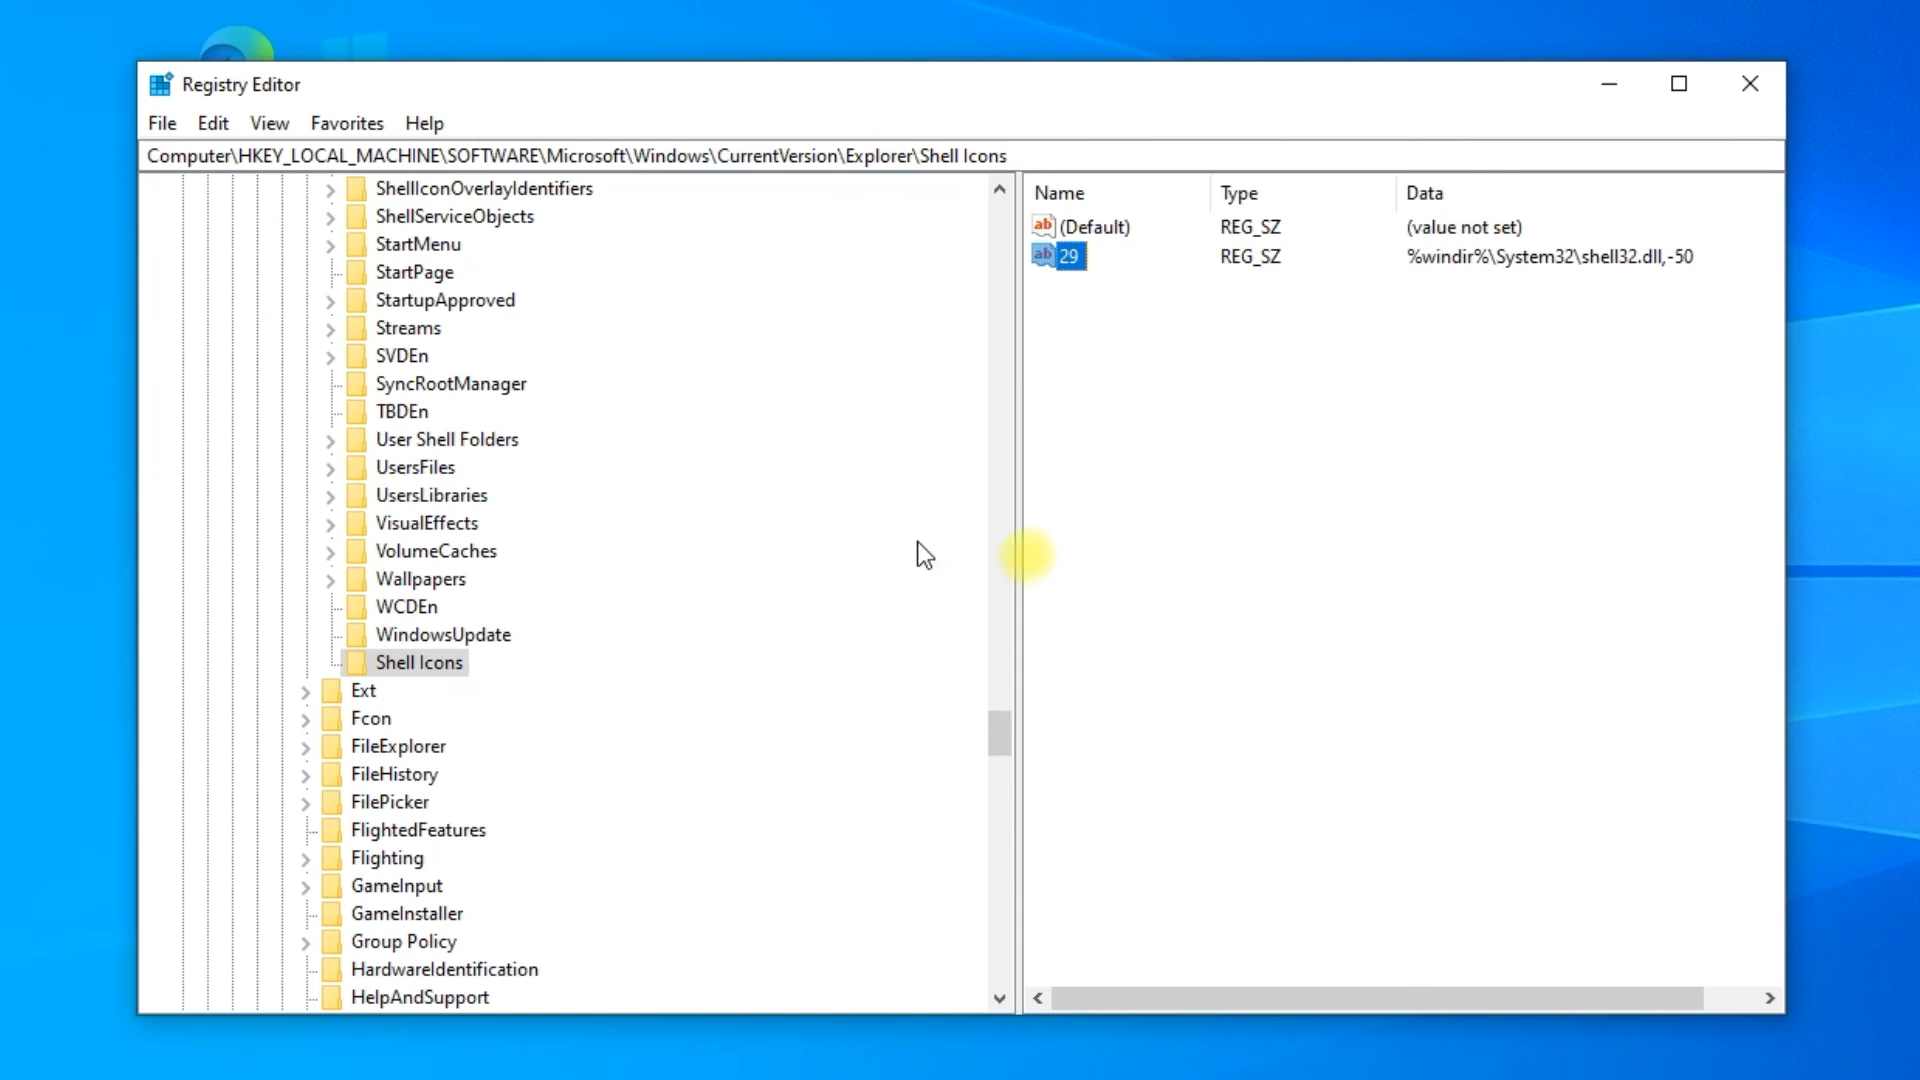 Registry Editor
File Edit View Favorites Help
Computer\HKEY_LOCAL_MACHINE\SOFTWARE\Microsoft\Windows\CurrentVersion\Explorer\Shell Icons
ShellIconOverlayIdentifiers
ShellServiceObjects
StartMenu
StartPage
StartupApproved
Streams
SVDEn
SyncRootManager
TBDEn
User Shell Folders
UsersFiles
UsersLibraries
VisualEffects
VolumeCaches
Wallpapers
WCDEn
WindowsUpdate
Shell Icons
Ext
Fcon
FileExplorer
FileHistory
FilePicker
FlightedFeatures
Flighting
GameInput
GameInstaller
Group Policy
HardwareIdentification
HelpAndSupport
Name Type Data
ab (Default) REG_SZ (value not set)
ab 29 REG_SZ %windir%\System32\shell32.dll,-50